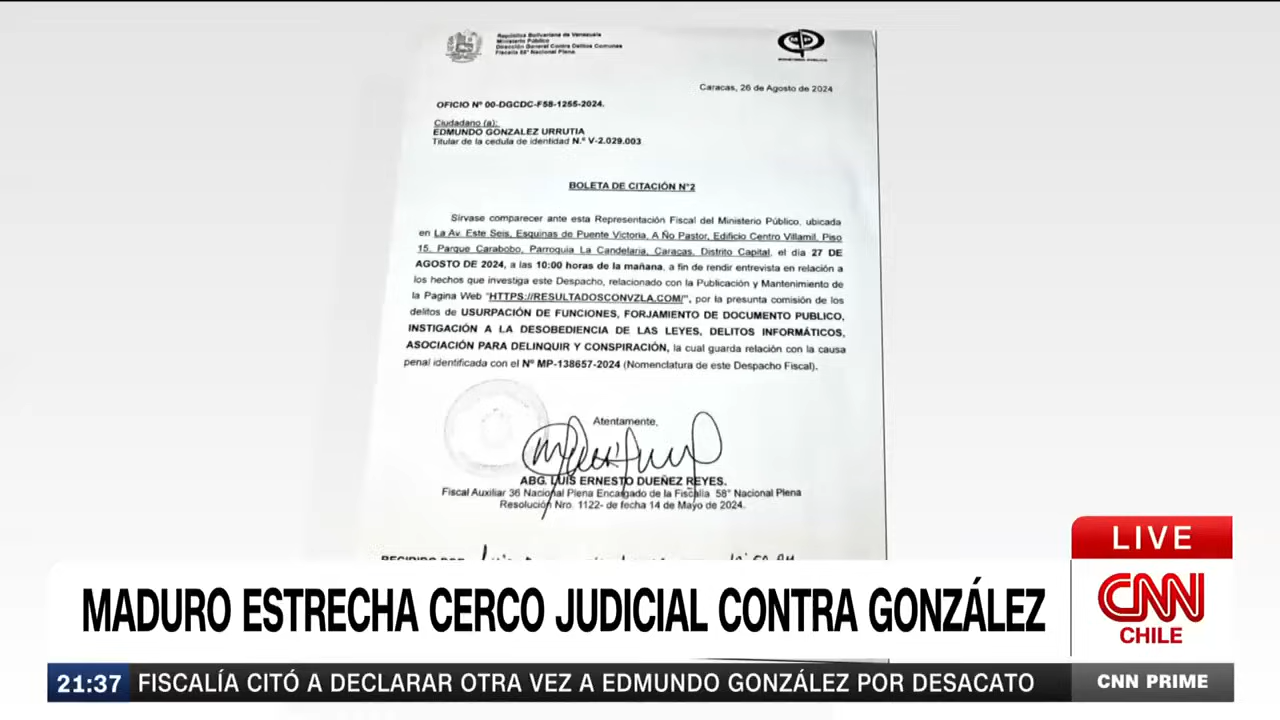 República Bolivariana de Venezuela
Ministerio Público
Dirección General Contra Delitos Comunes
Fiscalía 58° Nacional Plena.
MINISTERIO PUBLICO
Caracas, 26 de Agosto de 2024
OFICIO Nº 00-DGCDC-F58-1255-2024.
Ciudadano (a):
EDMUNDO GONZALEZ URRUTIA
Titular de la cedula de identidad N.° V-2.029.003
BOLETA DE CITACIÓN N°2
Sírvase comparecer ante esta Representación Fiscal del Ministerio Público, ubicada
en La Av. Este Seis, Esquinas de Puente Victoria, A Ño Pastor, Edificio Centro Villamil, Piso
15, Parque Carabobo, Parroquia La Candelaria, Caracas, Distrito Capital, el día 27 DE
AGOSTO DE 2024, a las 10:00 horas de la mañana, a fin de rendir entrevista en relación a
los hechos que investiga este Despacho, relacionado con la Publicación y Mantenimiento de
la Pagina Web "HTTPS://RESULTADOSCONVZLA.COM/", por la presunta comisión de los
delitos de USURPACIÓN DE FUNCIONES, FORJAMIENTO DE DOCUMENTO PUBLICO,
INSTIGACIÓN A LA DESOBEDIENCIA DE LAS LEYES, DELITOS INFORMÁTICOS,
ASOCIACIÓN PARA DELINQUIR Y CONSPIRACIÓN, la cual guarda relación con la causa
penal identificada con el Nº MP-138657-2024 (Nomenclatura de este Despacho Fiscal).
Atentamente,
ABG. LUIS ERNESTO DUEÑEZ REYES.
Fiscal Auxiliar 36 Nacional Plena Encargado de la Fiscalía 58° Nacional Plena
Resolución Nro. 1122- de fecha 14 de Mayo de 2024.
RECIBIDO POR
LIVE
MADURO ESTRECHA CERCO JUDICIAL CONTRA GONZÁLEZ
CNN
CHILE
21:37 FISCALÍA CITÓ A DECLARAR OTRA VEZ A EDMUNDO GONZÁLEZ POR DESACATO
CNN PRIME